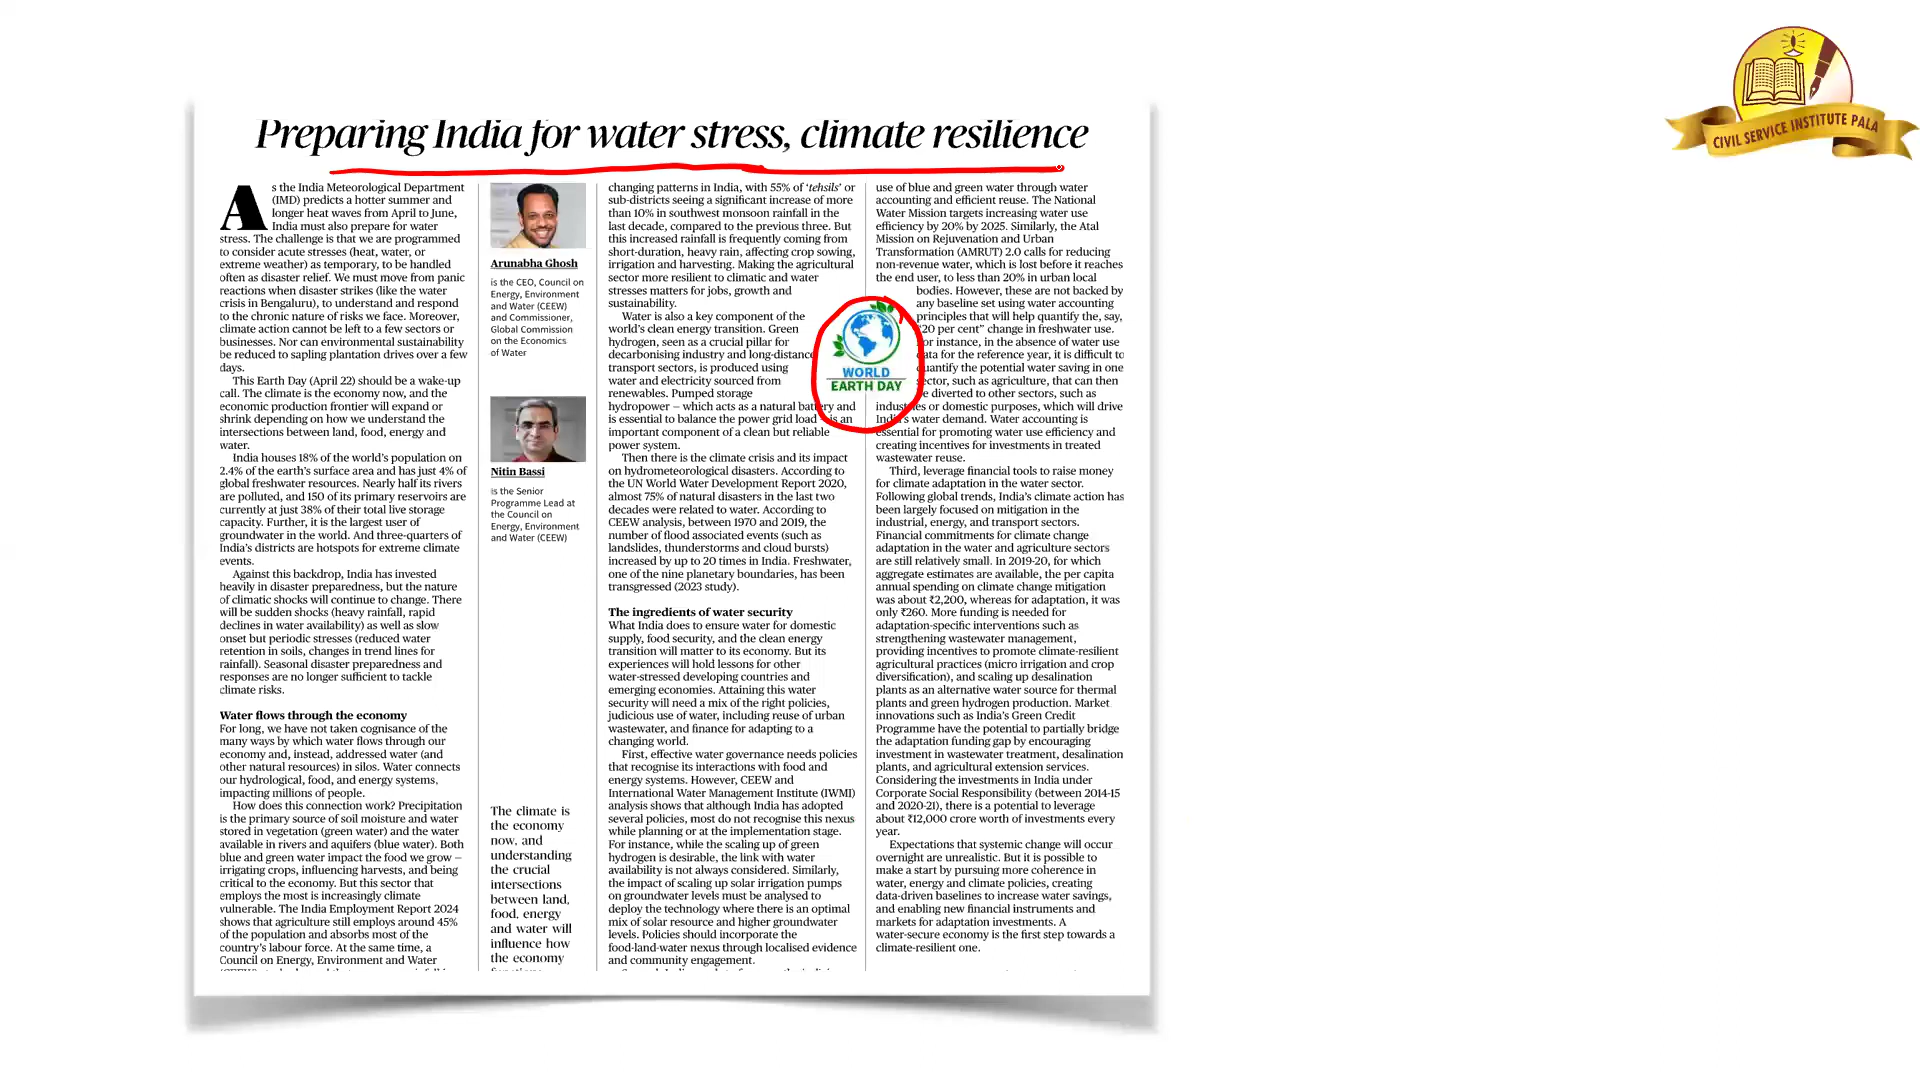 Preparing India for water stress, climate resilience
As the India Meteorological Department
(IMD) predicts a hotter summer and
longer heat waves from April to June,
India must also prepare for water
stress. The challenge is that we are programmed
to consider acute stresses (heat, water, or
extreme weather) as temporary, to be handled
often as disaster relief. We must move from panic
reactions when disaster strikes (like the water
crisis in Bengaluru), to understand and respond
to the chronic nature of risks we face. Moreover,
climate action cannot be left to a few sectors or
businesses. Nor can environmental sustainability
be reduced to sapling plantation drives over a few
days.
This Earth Day (April 22) should be a wake-up
call. The climate is the economy now, and the
economic production frontier will expand or
shrink depending on how we understand the
intersections between land, food, energy and
water.
India houses 18% of the world's population on
2.4% of the earth's surface area and has just 4% of
global freshwater resources. Nearly half its rivers
are polluted, and 150 of its primary reservoirs are
currently at just 38% of their total live storage
capacity. Further, it is the largest user of
groundwater in the world. And three-quarters of
India's districts are hotspots for extreme climate
events.
Against this backdrop, India has invested
heavily in disaster preparedness, but the nature
of climatic shocks will continue to change. There
will be sudden shocks (heavy rainfall, rapid
declines in water availability) as well as slow
onset but periodic stresses (reduced water
retention in soils, changes in trend lines for
rainfall). Seasonal disaster preparedness and
responses are no longer sufficient to tackle
climate risks.
Water flows through the economy
For long, we have not taken cognisance of the
many ways by which water flows through our
economy and, instead, addressed water (and
other natural resources) in silos. Water connects
our hydrological, food, and energy systems,
impacting millions of people.
How does this connection work? Precipitation
is the primary source of soil moisture and water
stored in vegetation (green water) and the water
available in rivers and aquifers (blue water). Both
blue and green water impact the food we grow —
irrigating crops, influencing harvests, and being
critical to the economy. But this sector that
employs the most is increasingly climate
vulnerable. The India Employment Report 2024
shows that agriculture still employs around 45%
of the population and absorbs most of the
country's labour force. At the same time, a
Council on Energy, Environment and Water
Arunabha Ghosh
is the CEO, Council on
Energy, Environment
and Water (CEEW)
and Commissioner,
Global Commission
on the Economics
of Water
Nitin Bassi
is the Senior
Programme Lead at
the Council on
Energy, Environment
and Water (CEEW)
The climate is
the economy
now, and
understanding
the crucial
intersections
between land,
food, energy
and water will
influence how
the economy
functions
changing patterns in India, with 55% of 'tehsils' or
sub-districts seeing a significant increase of more
than 10% in southwest monsoon rainfall in the
last decade, compared to the previous three. But
this increased rainfall is frequently coming from
short-duration, heavy rain, affecting crop sowing,
irrigation and harvesting. Making the agricultural
sector more resilient to climatic and water
stresses matters for jobs, growth and
sustainability.
Water is also a key component of the
world's clean energy transition. Green
hydrogen, seen as a crucial pillar for
decarbonising industry and long-distance
transport sectors, is produced using
water and electricity sourced from
renewables. Pumped storage
hydropower — which acts as a natural battery and
is essential to balance the power grid load — is an
important component of a clean but reliable
power system.
Then there is the climate crisis and its impact
on hydrometeorological disasters. According to
the UN World Water Development Report 2020,
almost 75% of natural disasters in the last two
decades were related to water. According to
CEEW analysis, between 1970 and 2019, the
number of flood associated events (such as
landslides, thunderstorms and cloud bursts)
increased by up to 20 times in India. Freshwater,
one of the nine planetary boundaries, has been
transgressed (2023 study).
The ingredients of water security
What India does to ensure water for domestic
supply, food security, and the clean energy
transition will matter to its economy. But its
experiences will hold lessons for other
water-stressed developing countries and
emerging economies. Attaining this water
security will need a mix of the right policies,
judicious use of water, including reuse of urban
wastewater, and finance for adapting to a
changing world.
First, effective water governance needs policies
that recognise its interactions with food and
energy systems. However, CEEW and
International Water Management Institute (IWMI)
analysis shows that although India has adopted
several policies, most do not recognise this nexus
while planning or at the implementation stage.
For instance, while the scaling up of green
hydrogen is desirable, the link with water
availability is not always considered. Similarly,
the impact of scaling up solar irrigation pumps
on groundwater levels must be analysed to
deploy the technology where there is an optimal
mix of solar resource and higher groundwater
levels. Policies should incorporate the
food-land-water nexus through localised evidence
and community engagement.
WORLD
EARTH DAY
use of blue and green water through water
accounting and efficient reuse. The National
Water Mission targets increasing water use
efficiency by 20% by 2025. Similarly, the Atal
Mission on Rejuvenation and Urban
Transformation (AMRUT) 2.0 calls for reducing
non-revenue water, which is lost before it reaches
the end user, to less than 20% in urban local
bodies. However, these are not backed by
any baseline set using water accounting
principles that will help quantify the, say,
"20 per cent" change in freshwater use.
For instance, in the absence of water use
data for the reference year, it is difficult to
quantify the potential water saving in one
sector, such as agriculture, that can then
be diverted to other sectors, such as
industries or domestic purposes, which will drive
India's water demand. Water accounting is
essential for promoting water use efficiency and
creating incentives for investments in treated
wastewater reuse.
Third, leverage financial tools to raise money
for climate adaptation in the water sector.
Following global trends, India's climate action has
been largely focused on mitigation in the
industrial, energy, and transport sectors.
Financial commitments for climate change
adaptation in the water and agriculture sectors
are still relatively small. In 2019-20, for which
aggregate estimates are available, the per capita
annual spending on climate change mitigation
was about ₹2,200, whereas for adaptation, it was
only ₹260. More funding is needed for
adaptation-specific interventions such as
strengthening wastewater management,
providing incentives to promote climate-resilient
agricultural practices (micro irrigation and crop
diversification), and scaling up desalination
plants as an alternative water source for thermal
plants and green hydrogen production. Market
innovations such as India's Green Credit
Programme have the potential to partially bridge
the adaptation funding gap by encouraging
investment in wastewater treatment, desalination
plants, and agricultural extension services.
Considering the investments in India under
Corporate Social Responsibility (between 2014-15
and 2020-21), there is a potential to leverage
about ₹12,000 crore worth of investments every
year.
Expectations that systemic change will occur
overnight are unrealistic. But it is possible to
make a start by pursuing more coherence in
water, energy and climate policies, creating
data-driven baselines to increase water savings,
and enabling new financial instruments and
markets for adaptation investments. A
water-secure economy is the first step towards a
climate-resilient one.
CIVIL SERVICE INSTITUTE PALA